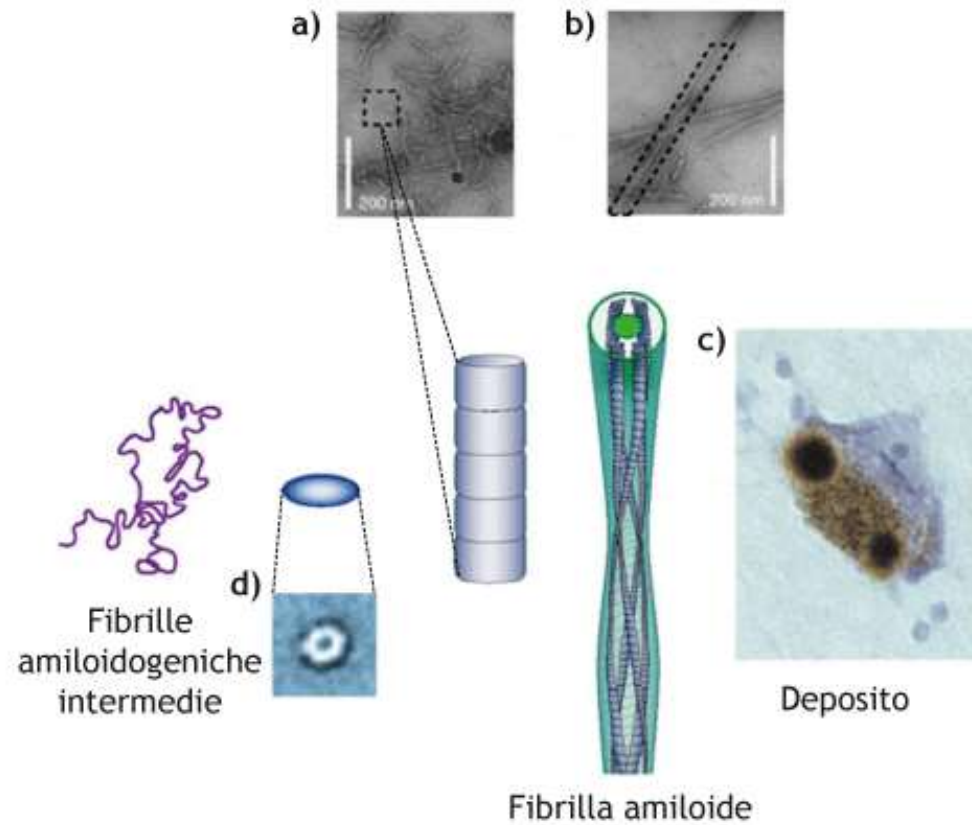 a)
b)
200 nm
200 nm
c)
d)
Fibrille
amiloidogeniche
intermedie
Deposito
Fibrilla amiloide